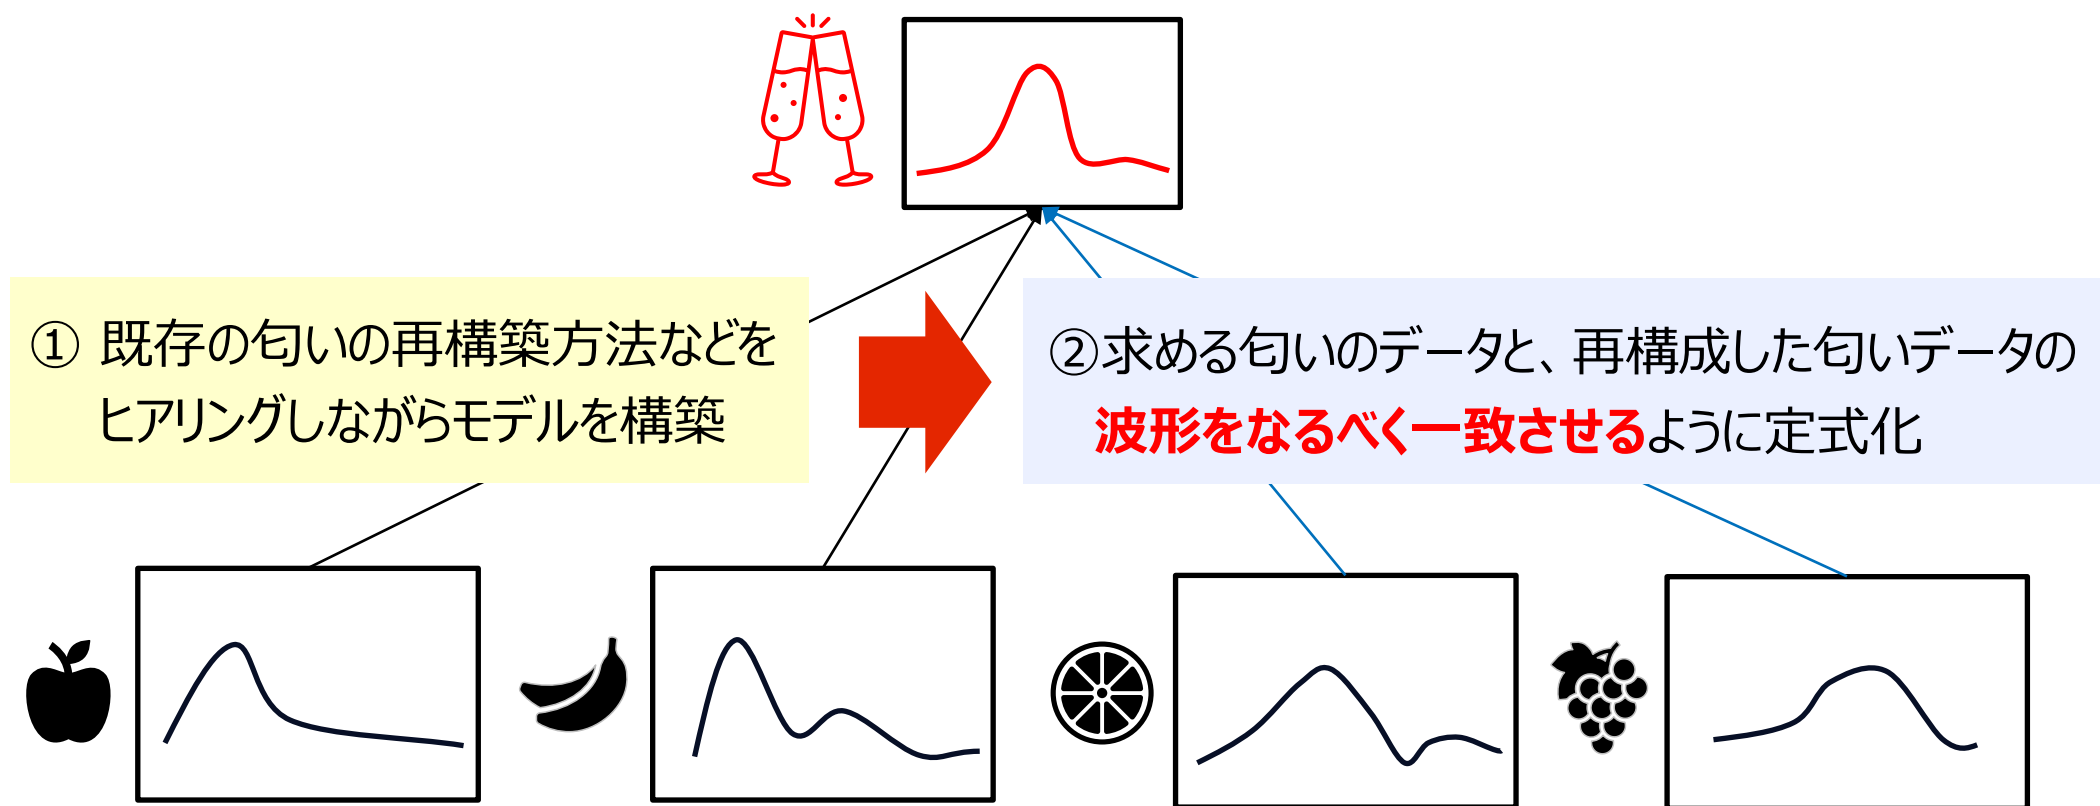 ① 既存の匂いの再構築方法などを
ヒアリングしながらモデルを構築
②求める匂いのデータと、再構成した匂いデータの
波形をなるべく一致させるように定式化